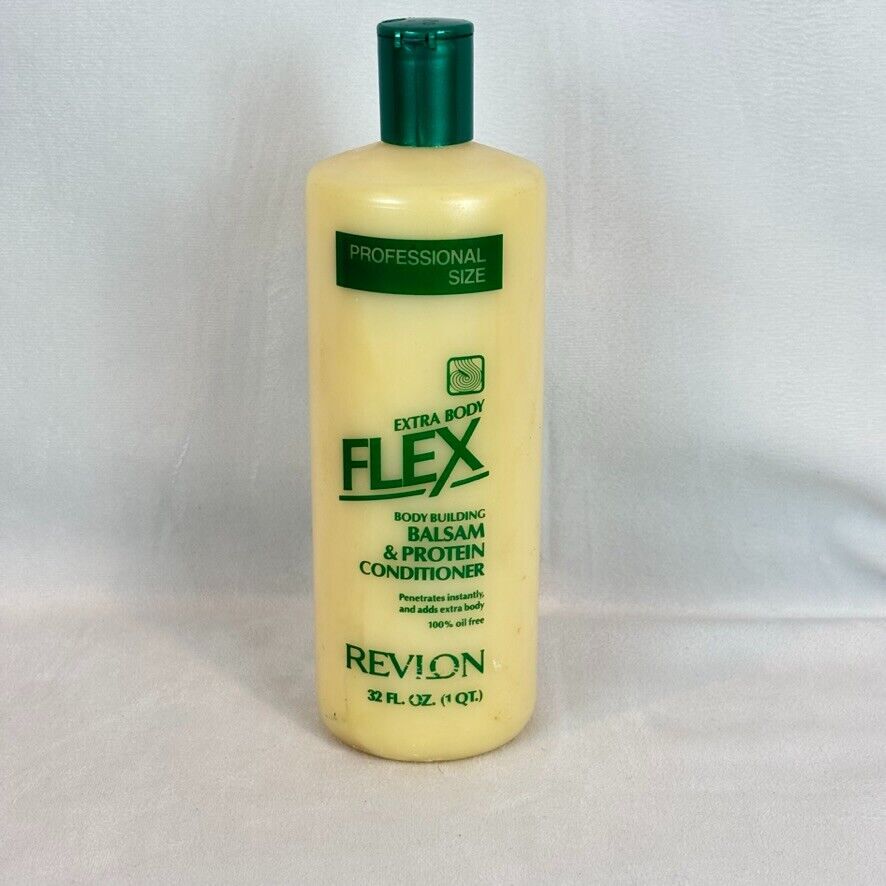 PROFESSIONAL
SIZE
EXTRA BODY
FLEX
BODY BUILDING
BALSAM
& PROTEIN
CONDITIONER
Penetrates instantly,
and adds extra body
100% oil free
REVLON
32 FL. OZ. (1 QT.)